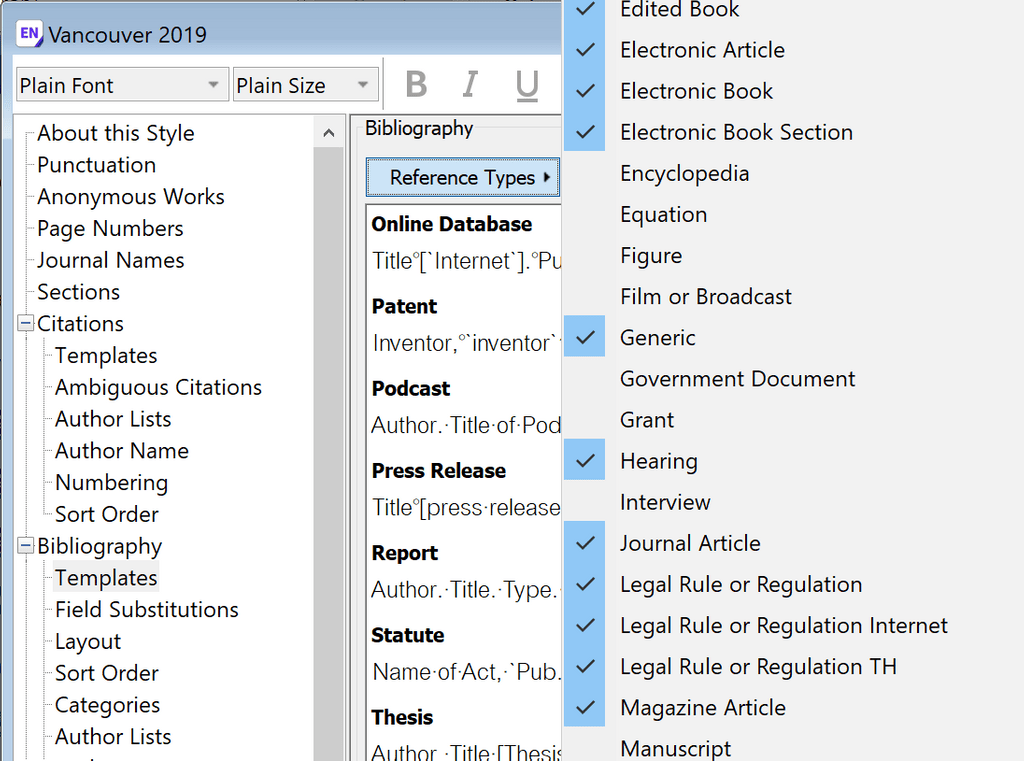 EN Vancouver 2019
Plain Font Plain Size B I U
About this Style
Punctuation
Anonymous Works
Page Numbers
Journal Names
Sections
Citations
Templates
Ambiguous Citations
Author Lists
Author Name
Numbering
Sort Order
Bibliography
Templates
Field Substitutions
Layout
Sort Order
Categories
Author Lists
Bibliography
Reference Types
Online Database
Title°[`Internet`].°Pu
Patent
Inventor,°`inventor`
Podcast
Author.·Title·of·Pod
Press Release
Title°[press·release
Report
Author.·Title.·Type.
Statute
Name·of·Act,·`Pub.
Thesis
Author.·Title·[Thesis
Edited Book
Electronic Article
Electronic Book
Electronic Book Section
Encyclopedia
Equation
Figure
Film or Broadcast
Generic
Government Document
Grant
Hearing
Interview
Journal Article
Legal Rule or Regulation
Legal Rule or Regulation Internet
Legal Rule or Regulation TH
Magazine Article
Manuscript